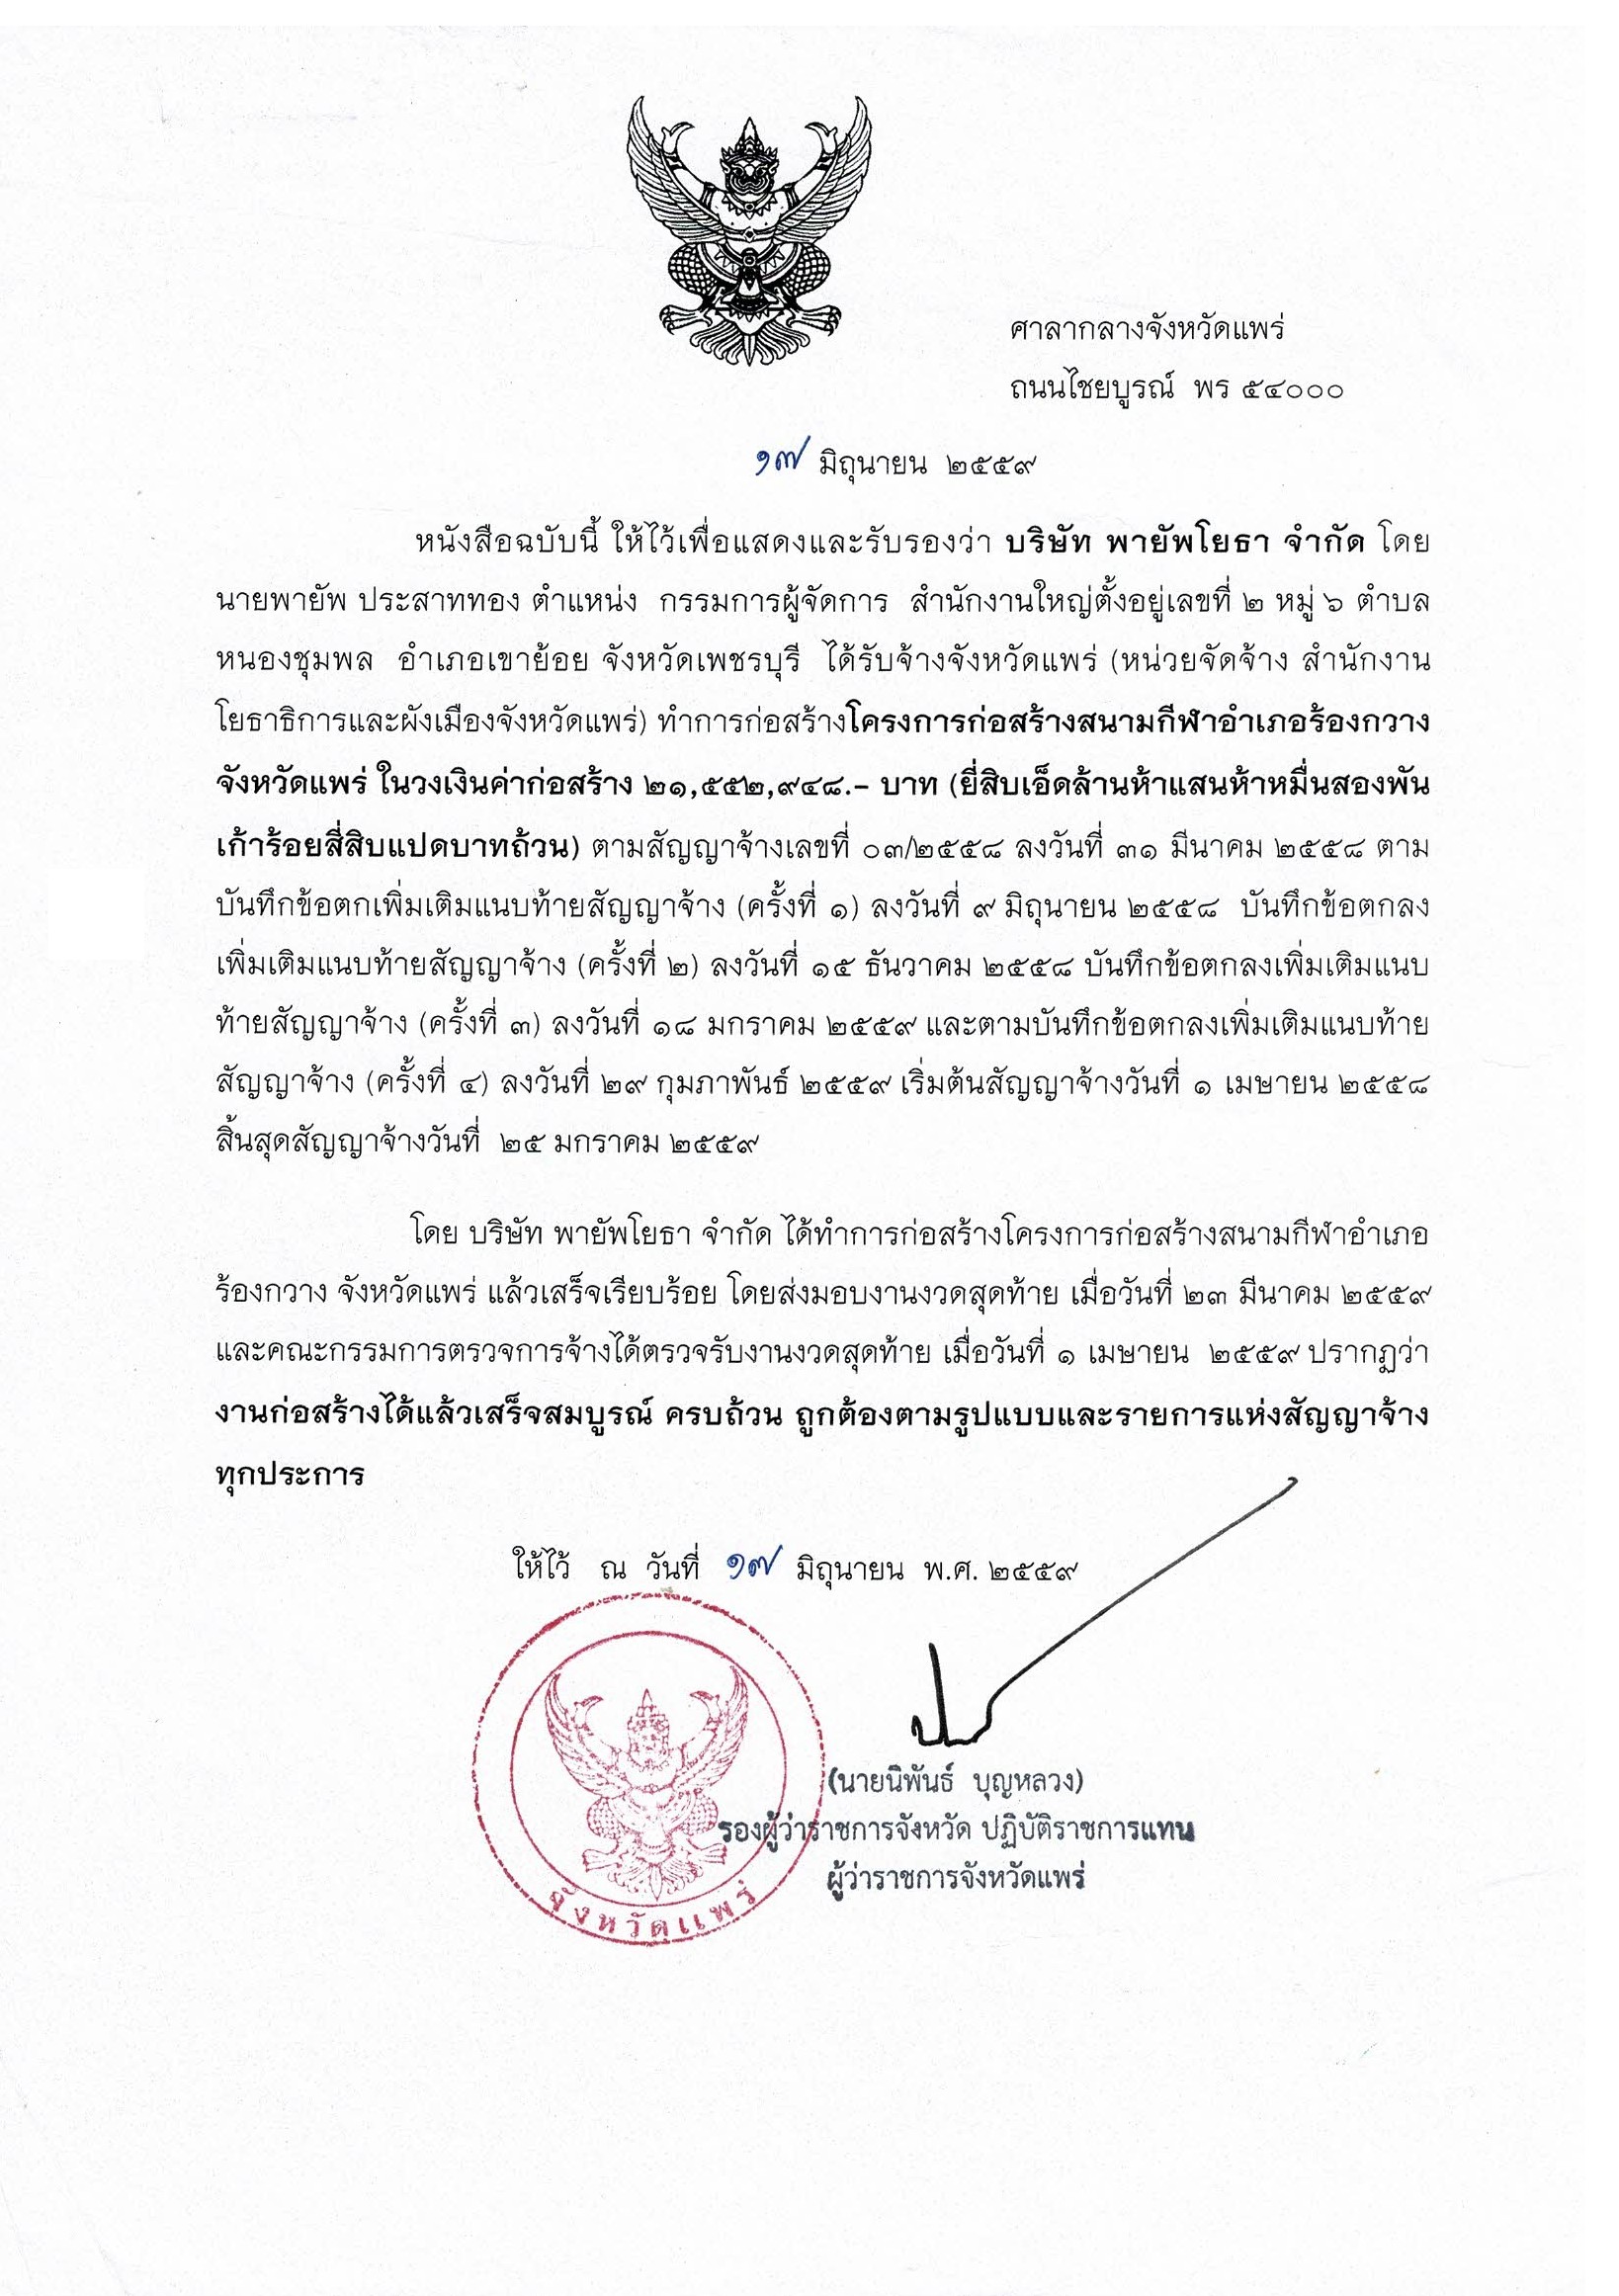 ศาลากลางจังหวัดแพร่
ถนนไชยบูรณ์ พร ๕๔๐๐๐
๑๗ มิถุนายน ๒๕๕๙
หนังสือฉบับนี้ ให้ไว้เพื่อแสดงและรับรองว่า บริษัท พายัพโยธา จำกัด โดย
นายพายัพ ประสาททอง ตำแหน่ง กรรมการผู้จัดการ สำนักงานใหญ่ตั้งอยู่เลขที่ ๒ หมู่ ๖ ตำบล
หนองชุมพล อำเภอเขาย้อย จังหวัดเพชรบุรี ได้รับจ้างจังหวัดแพร่ (หน่วยจัดจ้าง สำนักงาน
โยธาธิการและผังเมืองจังหวัดแพร่) ทำการก่อสร้างโครงการก่อสร้างสนามกีฬาอำเภอร้องกวาง
จังหวัดแพร่ ในวงเงินค่าก่อสร้าง ๒๑,๕๕๒,๙๔๘.- บาท (ยี่สิบเอ็ดล้านห้าแสนห้าหมื่นสองพัน
เก้าร้อยสี่สิบแปดบาทถ้วน) ตามสัญญาจ้างเลขที่ ๐๓/๒๕๕๘ ลงวันที่ ๓๑ มีนาคม ๒๕๕๘ ตาม
บันทึกข้อตกเพิ่มเติมแนบท้ายสัญญาจ้าง (ครั้งที่ ๑) ลงวันที่ ๙ มิถุนายน ๒๕๕๘ บันทึกข้อตกลง
เพิ่มเติมแนบท้ายสัญญาจ้าง (ครั้งที่ ๒) ลงวันที่ ๑๕ ธันวาคม ๒๕๕๘ บันทึกข้อตกลงเพิ่มเติมแนบ
ท้ายสัญญาจ้าง (ครั้งที่ ๓) ลงวันที่ ๑๘ มกราคม ๒๕๕๙ และตามบันทึกข้อตกลงเพิ่มเติมแนบท้าย
สัญญาจ้าง (ครั้งที่ ๔) ลงวันที่ ๒๙ กุมภาพันธ์ ๒๕๕๙ เริ่มต้นสัญญาจ้างวันที่ ๑ เมษายน ๒๕๕๘
สิ้นสุดสัญญาจ้างวันที่ ๒๕ มกราคม ๒๕๕๙
โดย บริษัท พายัพโยธา จำกัด ได้ทำการก่อสร้างโครงการก่อสร้างสนามกีฬาอำเภอ
ร้องกวาง จังหวัดแพร่ แล้วเสร็จเรียบร้อย โดยส่งมอบงานงวดสุดท้าย เมื่อวันที่ ๒๓ มีนาคม ๒๕๕๙
และคณะกรรมการตรวจการจ้างได้ตรวจรับงานงวดสุดท้าย เมื่อวันที่ ๑ เมษายน ๒๕๕๙ ปรากฏว่า
งานก่อสร้างได้แล้วเสร็จสมบูรณ์ ครบถ้วน ถูกต้องตามรูปแบบและรายการแห่งสัญญาจ้าง
ทุกประการ
ให้ไว้ ณ วันที่ ๑๗ มิถุนายน พ.ศ. ๒๕๕๙
(นายนิพันธ์ บุญหลวง)
รองผู้ว่าราชการจังหวัด ปฏิบัติราชการแทน
ผู้ว่าราชการจังหวัดแพร่
จังหวัดแพร่